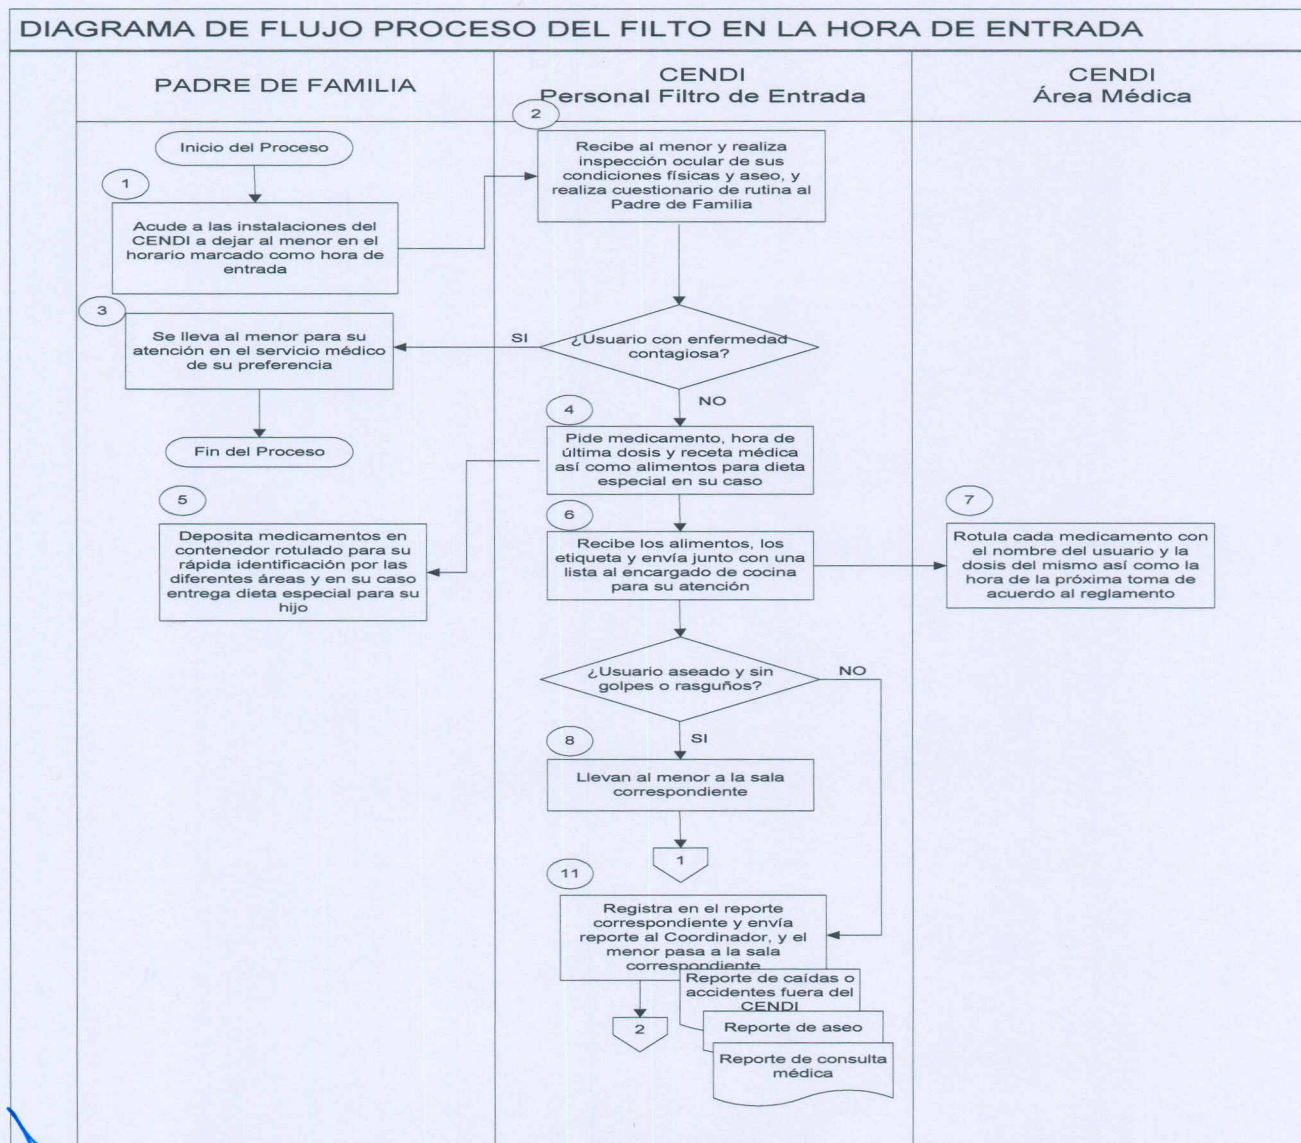 DIAGRAMA DE FLUJO PROCESO DEL FILTO EN LA HORA DE ENTRADA
PADRE DE FAMILIA
CENDI
Personal Filtro de Entrada
CENDI
Área Médica
Inicio del Proceso
1
Acude a las instalaciones del
CENDI a dejar al menor en el
horario marcado como hora de
entrada
2
Recibe al menor y realiza
inspección ocular de sus
condiciones físicas y aseo, y
realiza cuestionario de rutina al
Padre de Familia
¿Usuario con enfermedad
contagiosa?
SI
NO
3
Se lleva al menor para su
atención en el servicio médico
de su preferencia
Fin del Proceso
4
Pide medicamento, hora de
última dosis y receta médica
así como alimentos para dieta
especial en su caso
5
Deposita medicamentos en
contenedor rotulado para su
rápida identificación por las
diferentes áreas y en su caso
entrega dieta especial para su
hijo
6
Recibe los alimentos, los
etiqueta y envía junto con una
lista al encargado de cocina
para su atención
7
Rotula cada medicamento con
el nombre del usuario y la
dosis del mismo así como la
hora de la próxima toma de
acuerdo al reglamento
¿Usuario aseado y sin
golpes o rasguños?
NO
SI
8
Llevan al menor a la sala
correspondiente
1
11
Registra en el reporte
correspondiente y envía
reporte al Coordinador, y el
menor pasa a la sala
correspondiente
Reporte de caídas o
accidentes fuera del
CENDI
2
Reporte de aseo
Reporte de consulta
médica